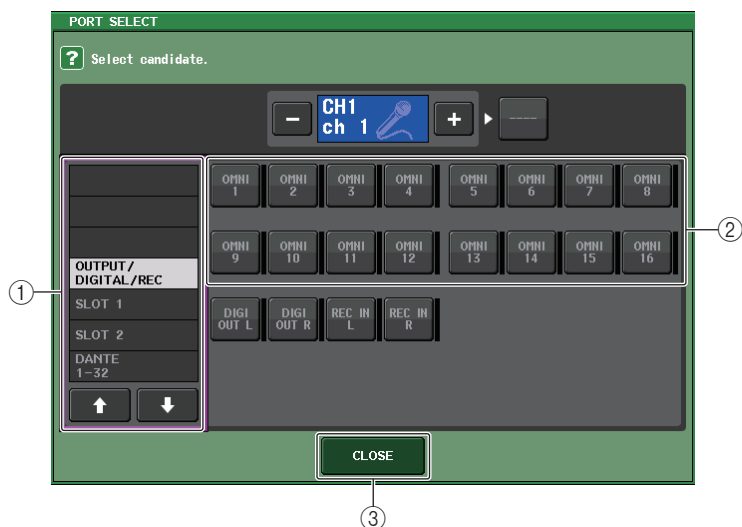 PORT SELECT
? Select candidate.
−
CH1
ch 1
+
----
OUTPUT/
DIGITAL/REC
SLOT 1
SLOT 2
DANTE
1-32
OMNI 1
OMNI 2
OMNI 3
OMNI 4
OMNI 5
OMNI 6
OMNI 7
OMNI 8
OMNI 9
OMNI 10
OMNI 11
OMNI 12
OMNI 13
OMNI 14
OMNI 15
OMNI 16
DIGI OUT L
DIGI OUT R
REC IN L
REC IN R
CLOSE
①
②
③